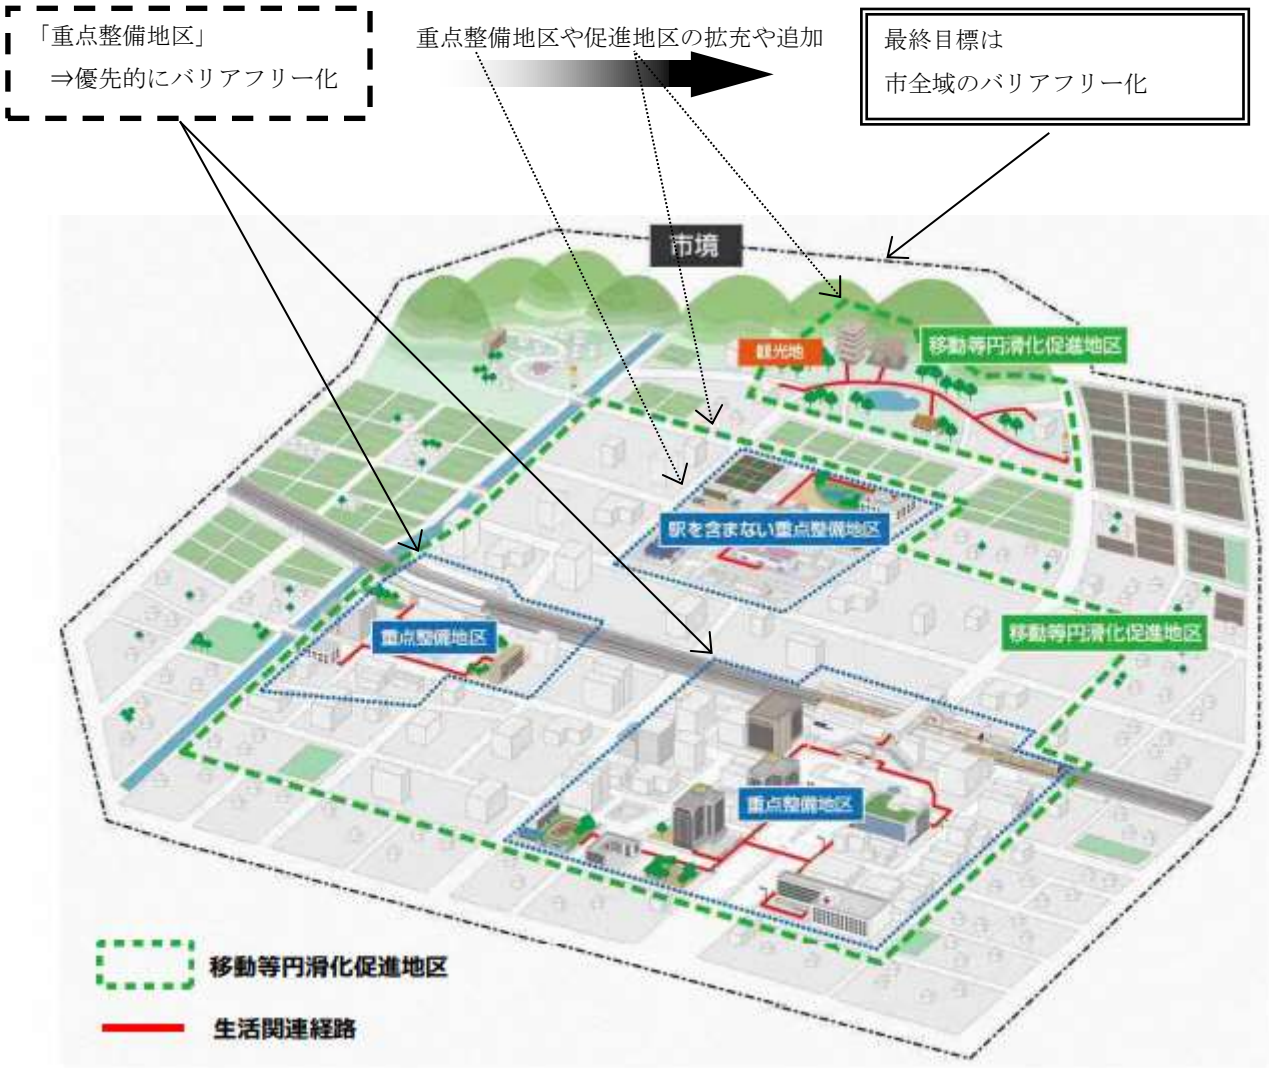 「重点整備地区」
⇒優先的にバリアフリー化
重点整備地区や促進地区の拡充や追加
最終目標は
市全域のバリアフリー化
市境
観光地
移動等円滑化促進地区
駅を含まない重点整備地区
重点整備地区
移動等円滑化促進地区
重点整備地区
移動等円滑化促進地区
生活関連経路